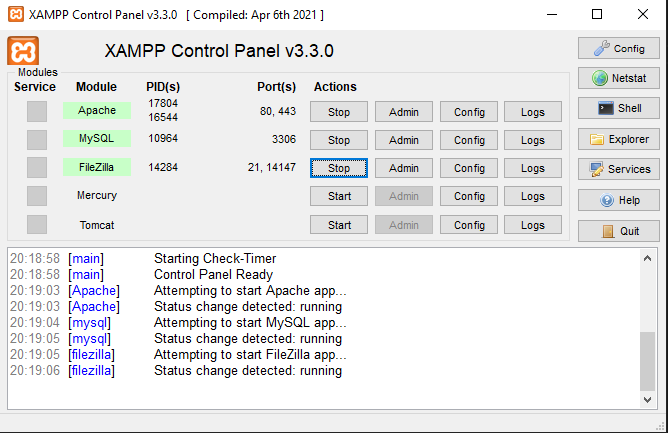 XAMPP Control Panel v3.3.0 [ Compiled: Apr 6th 2021 ]
XAMPP Control Panel v3.3.0
Config
Modules
Service Module PID(s) Port(s) Actions
Netstat
Apache 17804 16544 80, 443 Stop Admin Config Logs
Shell
MySQL 10964 3306 Stop Admin Config Logs
Explorer
FileZilla 14284 21, 14147 Stop Admin Config Logs
Services
Mercury Start Admin Config Logs
Help
Tomcat Start Admin Config Logs
Quit
20:18:58 [main] Starting Check-Timer
20:18:58 [main] Control Panel Ready
20:19:03 [Apache] Attempting to start Apache app...
20:19:03 [Apache] Status change detected: running
20:19:04 [mysql] Attempting to start MySQL app...
20:19:05 [mysql] Status change detected: running
20:19:05 [filezilla] Attempting to start FileZilla app...
20:19:06 [filezilla] Status change detected: running